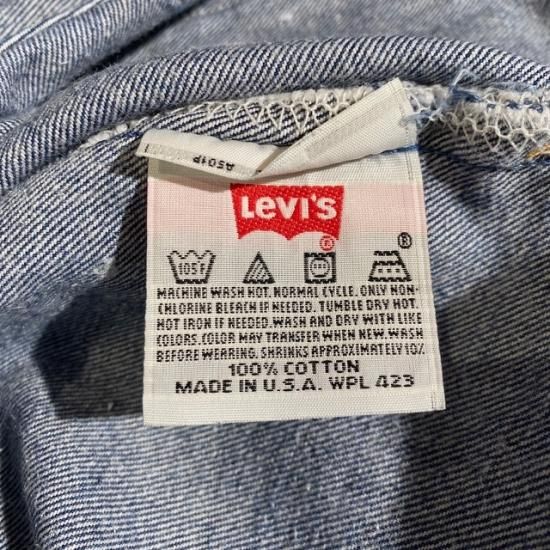 A501P
LEVI'S
®
®
105F
MACHINE WASH HOT. NORMAL CYCLE. ONLY NON-
CHLORINE BLEACH IF NEEDED. TUMBLE DRY HOT.
HOT IRON IF NEEDED. WASH AND DRY WITH LIKE
COLORS. COLOR MAY TRANSFER WHEN NEW. WASH
BEFORE WEARING. SHRINKS APPROXIMATELY 10%
100% COTTON
MADE IN U.S.A. WPL 423